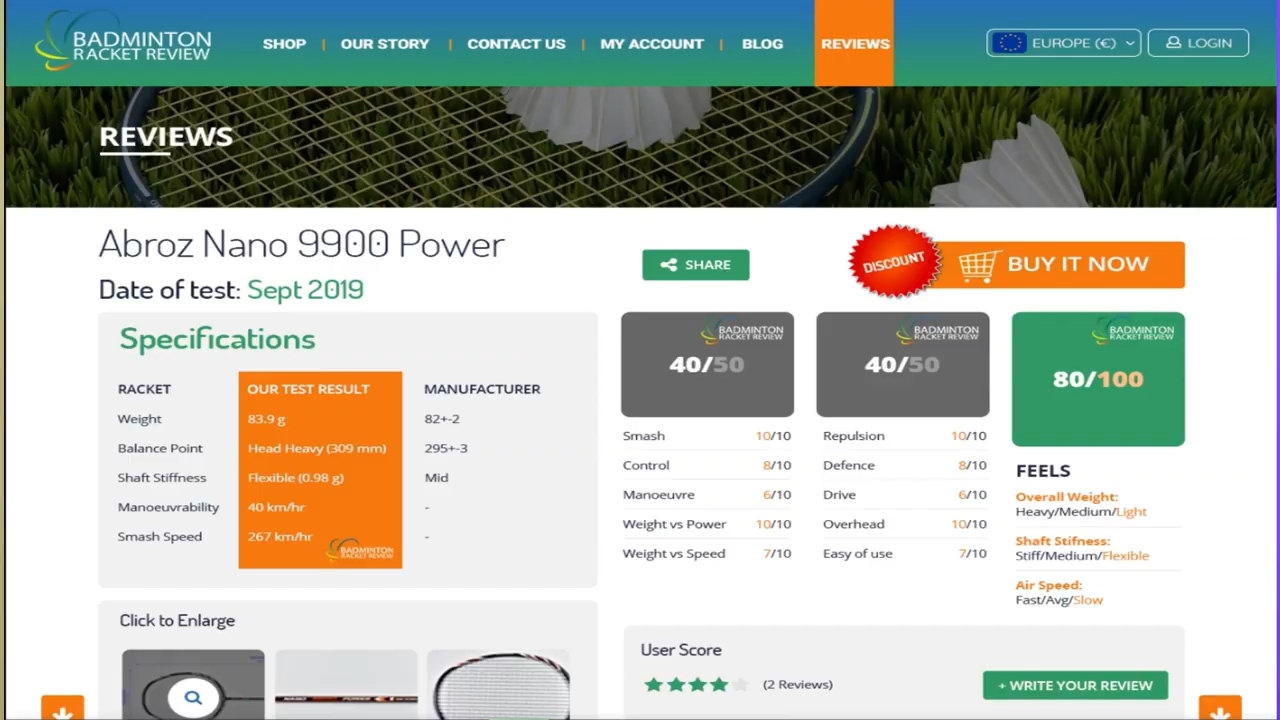 BADMINTON
RACKET REVIEW
SHOP | OUR STORY | CONTACT US | MY ACCOUNT | BLOG REVIEWS
EUROPE (€)
LOGIN
REVIEWS
Abroz Nano 9900 Power
Date of test: Sept 2019
SHARE
DISCOUNT
BUY IT NOW
Specifications
RACKET OUR TEST RESULT MANUFACTURER
Weight 83.9 g 82+-2
Balance Point Head Heavy (309 mm) 295+-3
Shaft Stiffness Flexible (0.98 g) Mid
Manoeuvrability 40 km/hr -
Smash Speed 267 km/hr -
BADMINTON
RACKET REVIEW
BADMINTON
RACKET REVIEW
40/50
Smash 10/10
Control 8/10
Manoeuvre 6/10
Weight vs Power 10/10
Weight vs Speed 7/10
BADMINTON
RACKET REVIEW
40/50
Repulsion 10/10
Defence 8/10
Drive 6/10
Overhead 10/10
Easy of use 7/10
BADMINTON
RACKET REVIEW
80/100
FEELS
Overall Weight:
Heavy/Medium/Light
Shaft Stifness:
Stiff/Medium/Flexible
Air Speed:
Fast/Avg/Slow
Click to Enlarge
User Score
(2 Reviews)
+ WRITE YOUR REVIEW